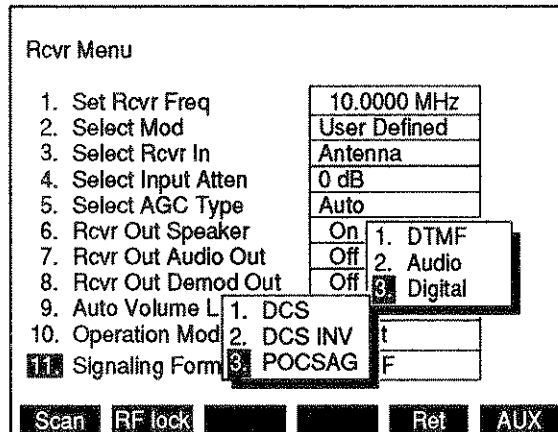 Rcvr Menu
1. Set Rcvr Freq 10.0000 MHz
2. Select Mod User Defined
3. Select Rcvr In Antenna
4. Select Input Atten 0 dB
5. Select AGC Type Auto
6. Rcvr Out Speaker On
7. Rcvr Out Audio Out Off
8. Rcvr Out Demod Out Off
9. Auto Volume L
10. Operation Mod t
11. Signaling Form F
1. DTMF
2. Audio
3. Digital
1. DCS
2. DCS INV
3. POCSAG
Scan RF lock Ret AUX